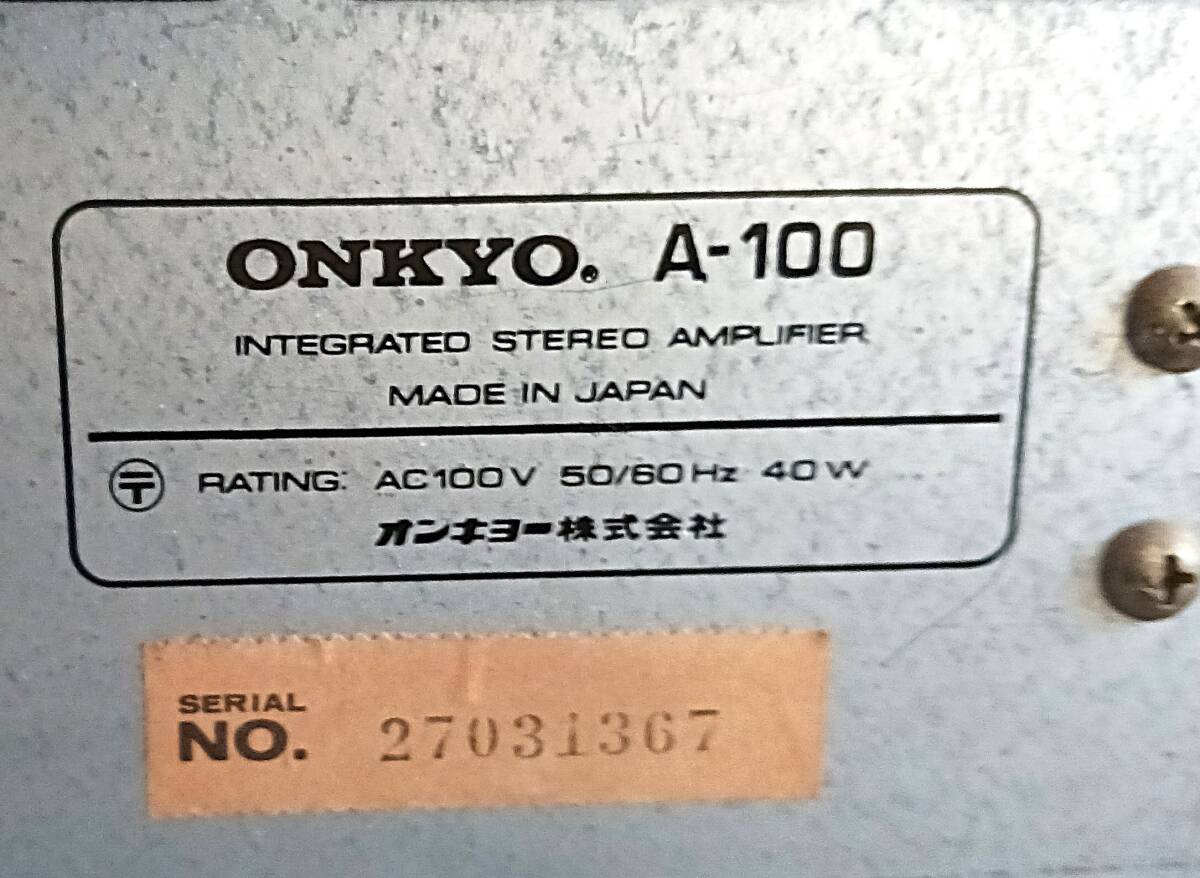 ONKYO® A-100
INTEGRATED STEREO AMPLIFIER
MADE IN JAPAN
〒 RATING: AC100V 50/60Hz 40W
オンキヨー株式会社
SERIAL
NO. 27031367